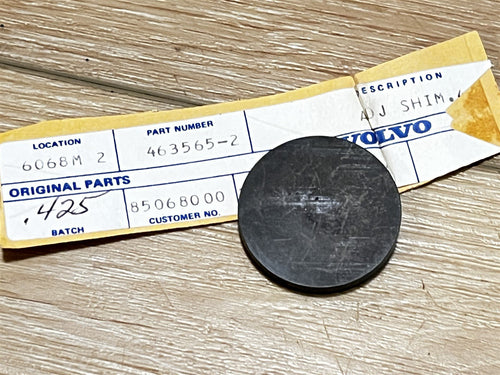 LOCATION
6068M 2
PART NUMBER
463565-2
DESCRIPTION
ADJ SHIM
VOLVO
ORIGINAL PARTS
.425
BATCH
85068000
CUSTOMER NO.